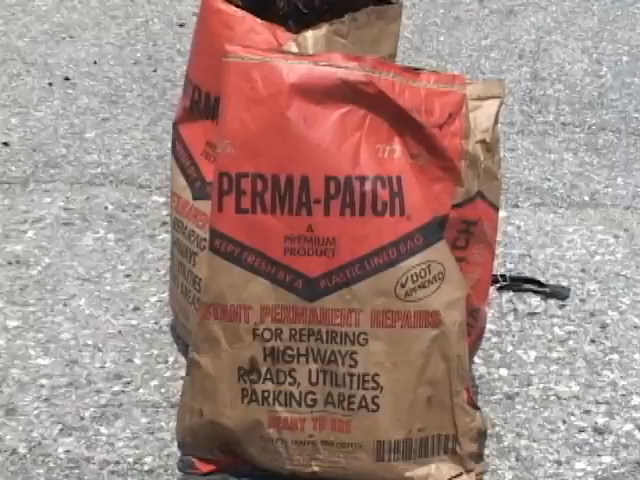 PERMA-PATCH
A
PREMIUM
PRODUCT
KEPT FRESH BY A PLASTIC LINED BAG
DOT
APPROVED
INSTANT, PERMANENT REPAIRS
FOR REPAIRING
HIGHWAYS
ROADS, UTILITIES,
PARKING AREAS
READY TO USE